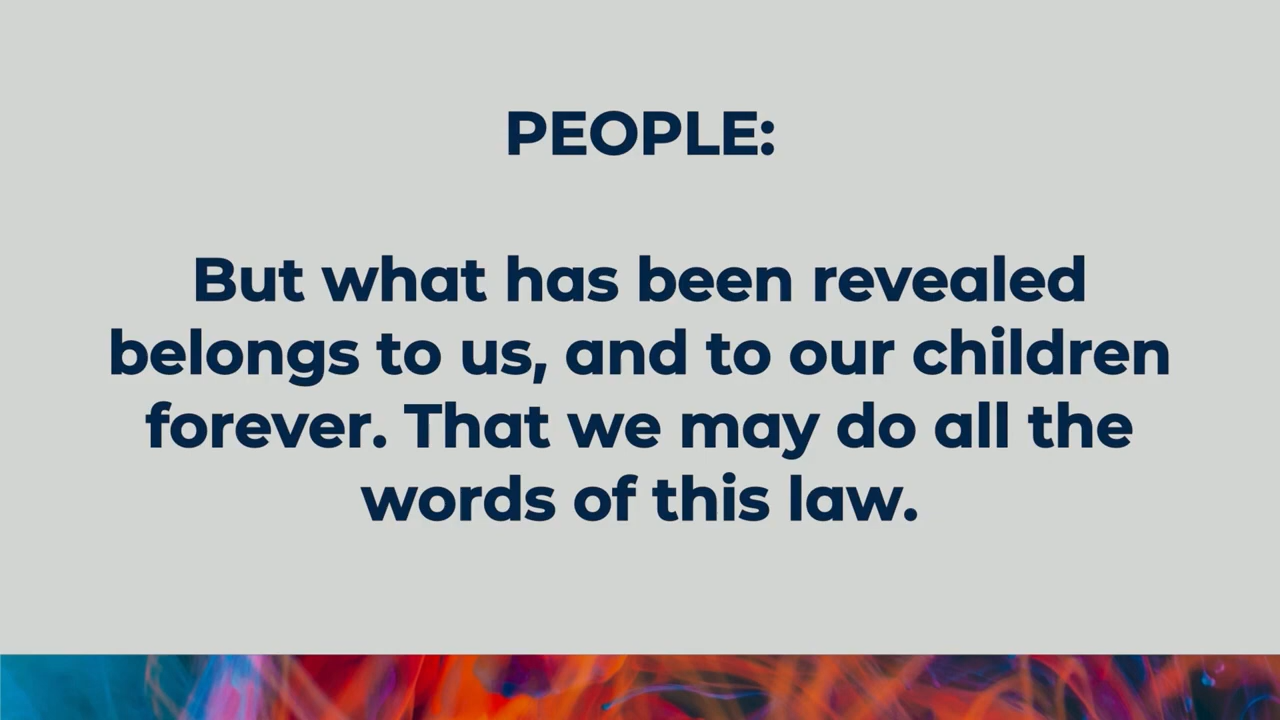 PEOPLE:
But what has been revealed
belongs to us, and to our children
forever. That we may do all the
words of this law.